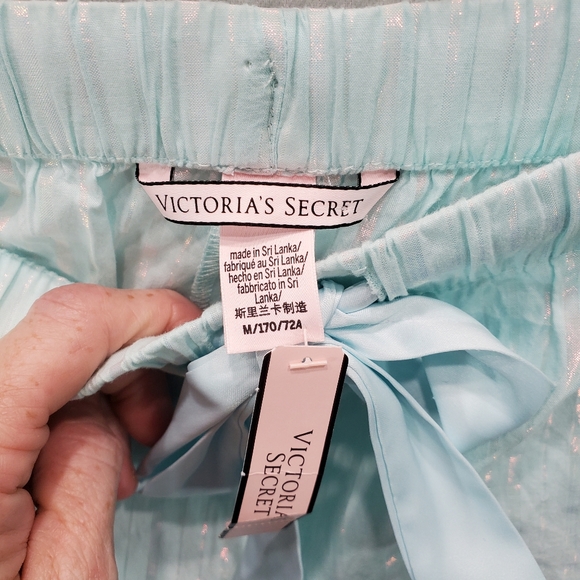 VICTORIA'S SECRET
made in Sri Lanka/
fabriqué au Sri Lanka/
hecho en Sri Lanka/
fabbricato in Sri
Lanka/
斯里兰卡制造
M/170/72A
VICTORIA'S
SECRET